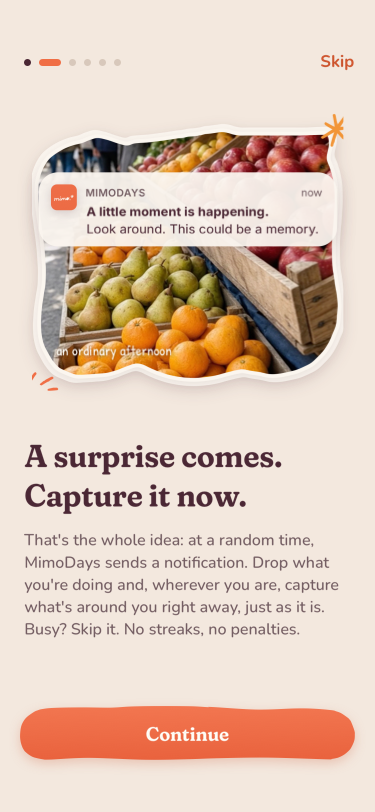 Skip
MIMODAYS
now
mimo
A little moment is happening.
Look around. This could be a memory.
an ordinary afternoon
A surprise comes.
Capture it now.
That's the whole idea: at a random time,
MimoDays sends a notification. Drop what
you're doing and, wherever you are, capture
what's around you right away, just as it is.
Busy? Skip it. No streaks, no penalties.
Continue